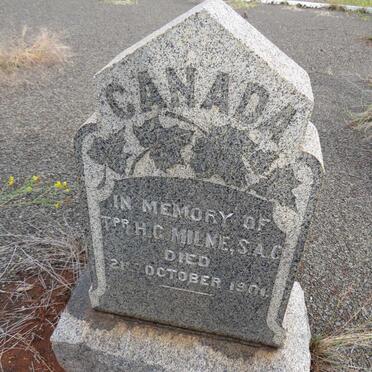 CANADA
IN MEMORY OF
TPR H.G. MILNE, S.A.C.
DIED
21ST OCTOBER 1901.